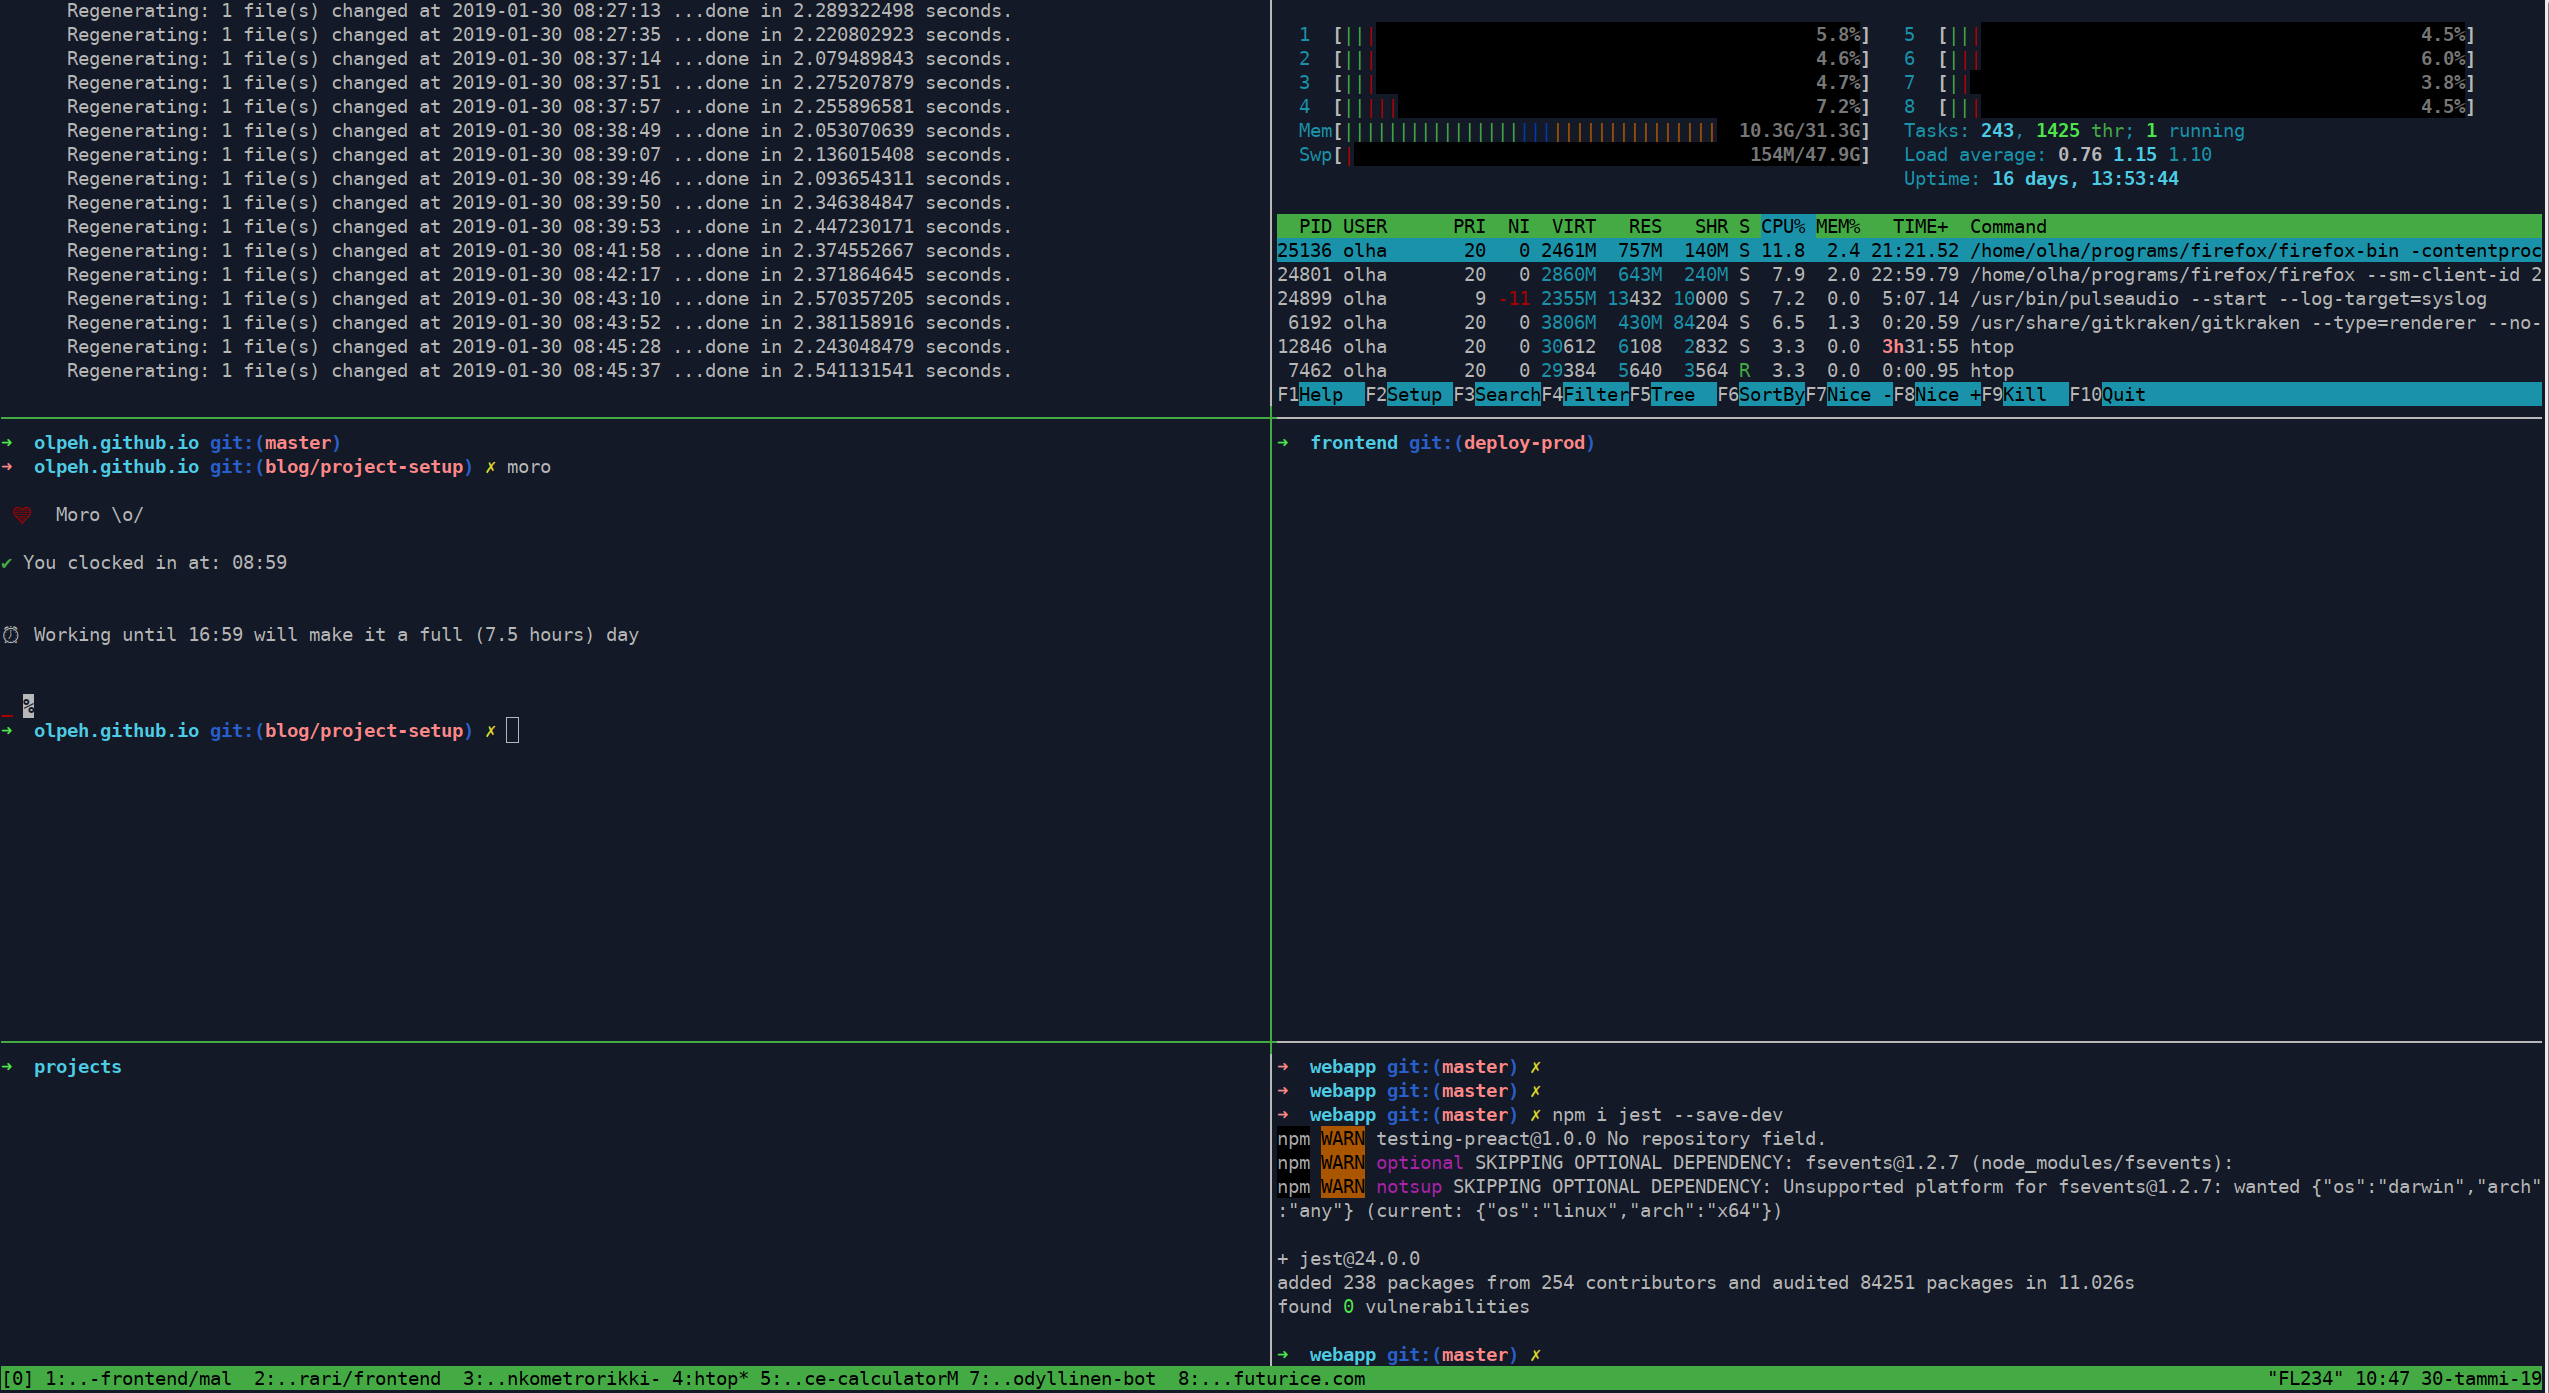 Regenerating: 1 file(s) changed at 2019-01-30 08:27:13 ...done in 2.289322498 seconds.
Regenerating: 1 file(s) changed at 2019-01-30 08:27:35 ...done in 2.220802923 seconds.
Regenerating: 1 file(s) changed at 2019-01-30 08:37:14 ...done in 2.079489843 seconds.
Regenerating: 1 file(s) changed at 2019-01-30 08:37:51 ...done in 2.275207879 seconds.
Regenerating: 1 file(s) changed at 2019-01-30 08:37:57 ...done in 2.255896581 seconds.
Regenerating: 1 file(s) changed at 2019-01-30 08:38:49 ...done in 2.053070639 seconds.
Regenerating: 1 file(s) changed at 2019-01-30 08:39:07 ...done in 2.136015408 seconds.
Regenerating: 1 file(s) changed at 2019-01-30 08:39:46 ...done in 2.093654311 seconds.
Regenerating: 1 file(s) changed at 2019-01-30 08:39:50 ...done in 2.346384847 seconds.
Regenerating: 1 file(s) changed at 2019-01-30 08:39:53 ...done in 2.447230171 seconds.
Regenerating: 1 file(s) changed at 2019-01-30 08:41:58 ...done in 2.374552667 seconds.
Regenerating: 1 file(s) changed at 2019-01-30 08:42:17 ...done in 2.371864645 seconds.
Regenerating: 1 file(s) changed at 2019-01-30 08:43:10 ...done in 2.570357205 seconds.
Regenerating: 1 file(s) changed at 2019-01-30 08:43:52 ...done in 2.381158916 seconds.
Regenerating: 1 file(s) changed at 2019-01-30 08:45:28 ...done in 2.243048479 seconds.
Regenerating: 1 file(s) changed at 2019-01-30 08:45:37 ...done in 2.541131541 seconds.
1 [||| 5.8%] 5 [||| 4.5%]
2 [||| 4.6%] 6 [||| 6.0%]
3 [||| 4.7%] 7 [|| 3.8%]
4 [||||| 7.2%] 8 [||| 4.5%]
Mem[|||||||||||||||||||||||||||||||||| 10.3G/31.3G] Tasks: 243, 1425 thr; 1 running
Swp[| 154M/47.9G] Load average: 0.76 1.15 1.10
Uptime: 16 days, 13:53:44
PID USER PRI NI VIRT RES SHR S CPU% MEM% TIME+ Command
25136 olha 20 0 2461M 757M 140M S 11.8 2.4 21:21.52 /home/olha/programs/firefox/firefox-bin -contentproc
24801 olha 20 0 2860M 643M 240M S 7.9 2.0 22:59.79 /home/olha/programs/firefox/firefox --sm-client-id 2
24899 olha 9 -11 2355M 13432 10000 S 7.2 0.0 5:07.14 /usr/bin/pulseaudio --start --log-target=syslog
6192 olha 20 0 3806M 430M 84204 S 6.5 1.3 0:20.59 /usr/share/gitkraken/gitkraken --type=renderer --no-
12846 olha 20 0 30612 6108 2832 S 3.3 0.0 3h31:55 htop
7462 olha 20 0 29384 5640 3564 R 3.3 0.0 0:00.95 htop
F1Help F2Setup F3SearchF4FilterF5Tree F6SortByF7Nice -F8Nice +F9Kill F10Quit
➜ olpeh.github.io git:(master)
➜ olpeh.github.io git:(blog/project-setup) ✗ moro
❤ Moro \o/
✔ You clocked in at: 08:59
⏰ Working until 16:59 will make it a full (7.5 hours) day
_ %
➜ olpeh.github.io git:(blog/project-setup) ✗
➜ frontend git:(deploy-prod)
➜ projects
➜ webapp git:(master) ✗
➜ webapp git:(master) ✗
➜ webapp git:(master) ✗ npm i jest --save-dev
npm WARN testing-preact@1.0.0 No repository field.
npm WARN optional SKIPPING OPTIONAL DEPENDENCY: fsevents@1.2.7 (node_modules/fsevents):
npm WARN notsup SKIPPING OPTIONAL DEPENDENCY: Unsupported platform for fsevents@1.2.7: wanted {"os":"darwin","arch"
:"any"} (current: {"os":"linux","arch":"x64"})
+ jest@24.0.0
added 238 packages from 254 contributors and audited 84251 packages in 11.026s
found 0 vulnerabilities
➜ webapp git:(master) ✗
[0] 1:..-frontend/mal 2:..rari/frontend 3:..nkometrorikki- 4:htop* 5:..ce-calculatorM 7:..odyllinen-bot 8:...futurice.com "FL234" 10:47 30-tammi-19